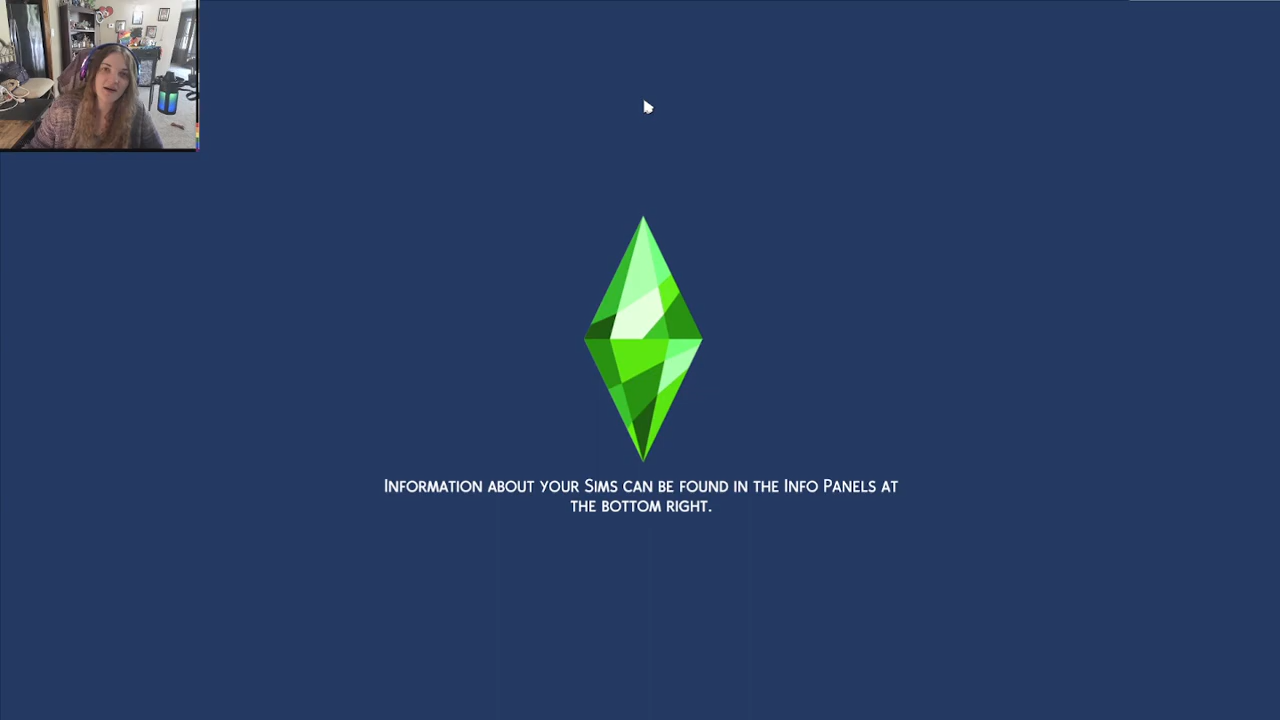 Information about your Sims can be found in the Info Panels at
the bottom right.